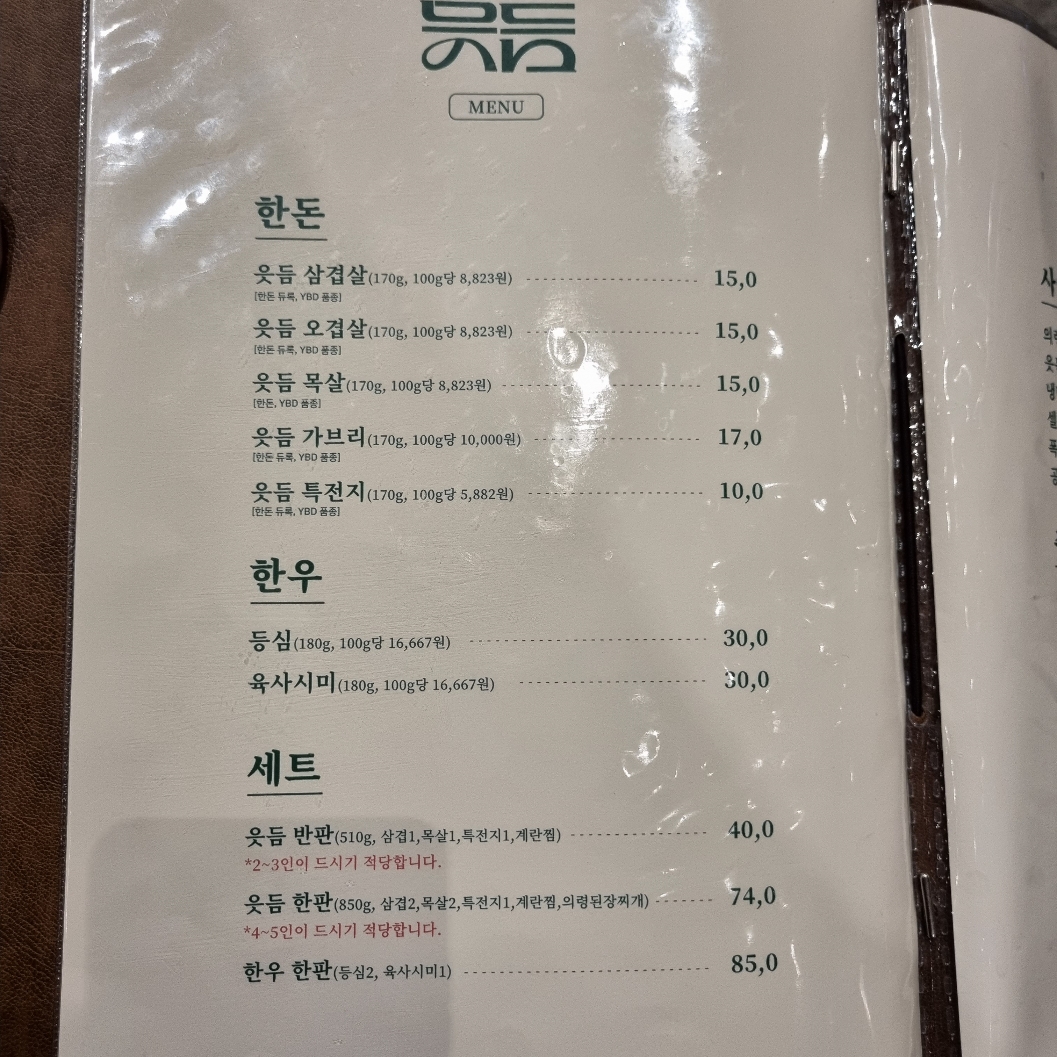 웃듬
MENU
한돈
웃듬 삼겹살(170g, 100g당 8,823원) 15,0
[한돈 듀록, YBD 품종]
웃듬 오겹살(170g, 100g당 8,823원) 15,0
[한돈 듀록, YBD 품종]
웃듬 목살(170g, 100g당 8,823원) 15,0
[한돈, YBD 품종]
웃듬 가브리(170g, 100g당 10,000원) 17,0
[한돈 듀록, YBD 품종]
웃듬 특전지(170g, 100g당 5,882원) 10,0
[한돈 듀록, YBD 품종]
한우
등심(180g, 100g당 16,667원) 30,0
육사시미(180g, 100g당 16,667원) 30,0
세트
웃듬 반판(510g, 삼겹1,목살1,특전지1,계란찜) 40,0
*2~3인이 드시기 적당합니다.
웃듬 한판(850g, 삼겹2,목살2,특전지1,계란찜,의령된장찌개) 74,0
*4~5인이 드시기 적당합니다.
한우 한판(등심2, 육사시미1) 85,0